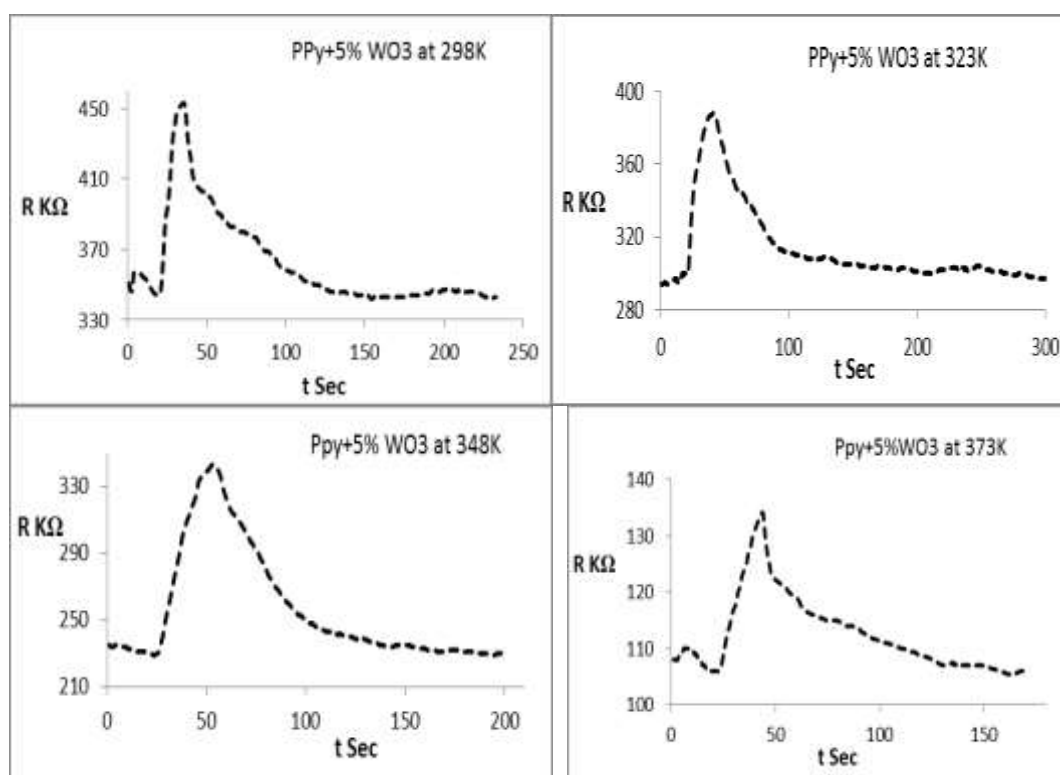 PPy+5% WO3 at 298K
450
410
R KΩ
370
330
0 50 100 150 200 250
t Sec
PPy+5% WO3 at 323K
400
360
R KΩ
320
280
0 100 200 300
t Sec
Ppy+5% WO3 at 348K
330
R KΩ
290
250
210
0 50 100 150 200
t Sec
Ppy+5%WO3 at 373K
140
130
R KΩ
120
110
100
0 50 100 150
t Sec